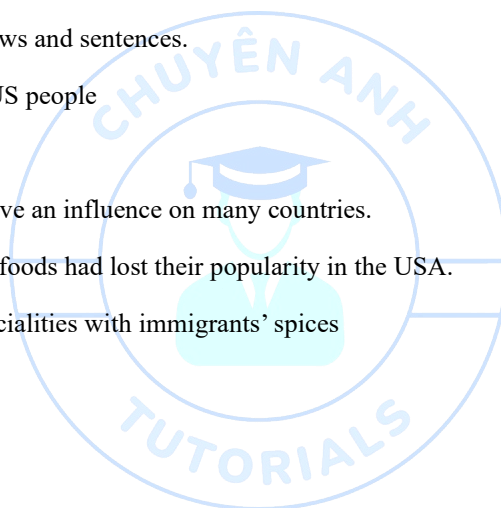 ws and sentences.
CHUYÊN ANH
US people
ve an influence on many countries.
foods had lost their popularity in the USA.
cialities with immigrants’ spices
TUTORIALS